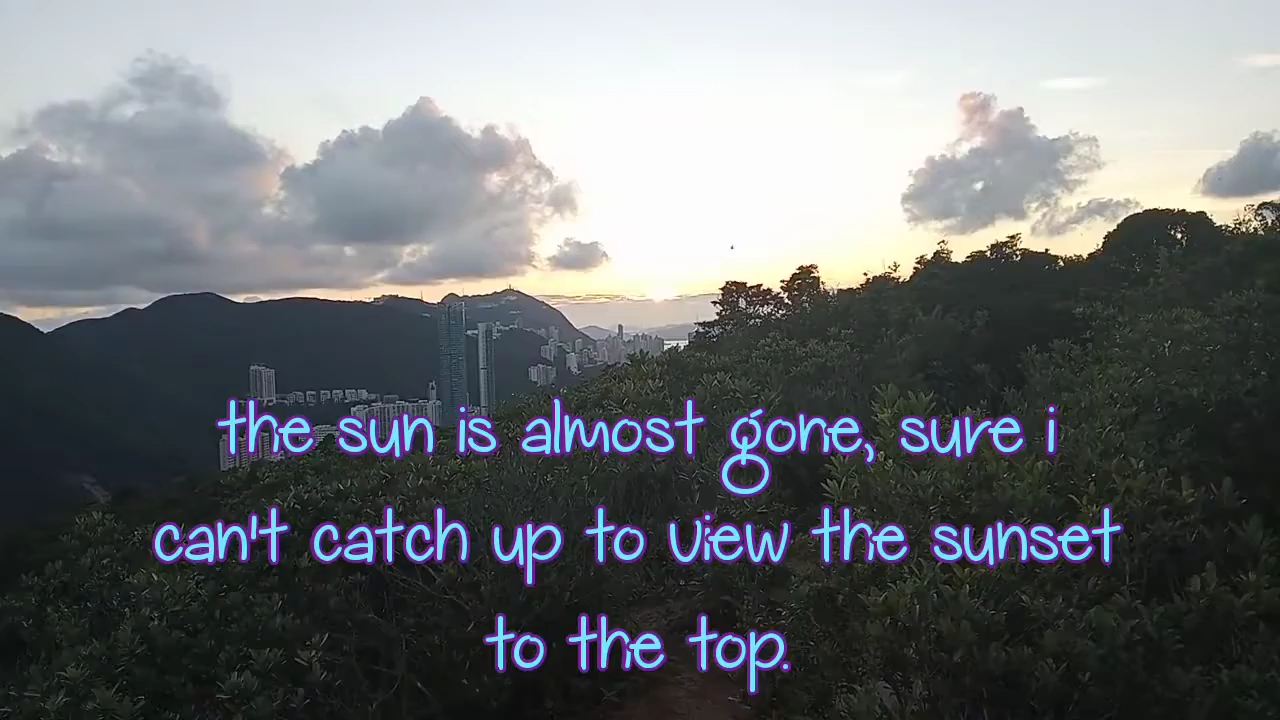 the sun is almost gone, sure i
can't catch up to view the sunset
to the top.